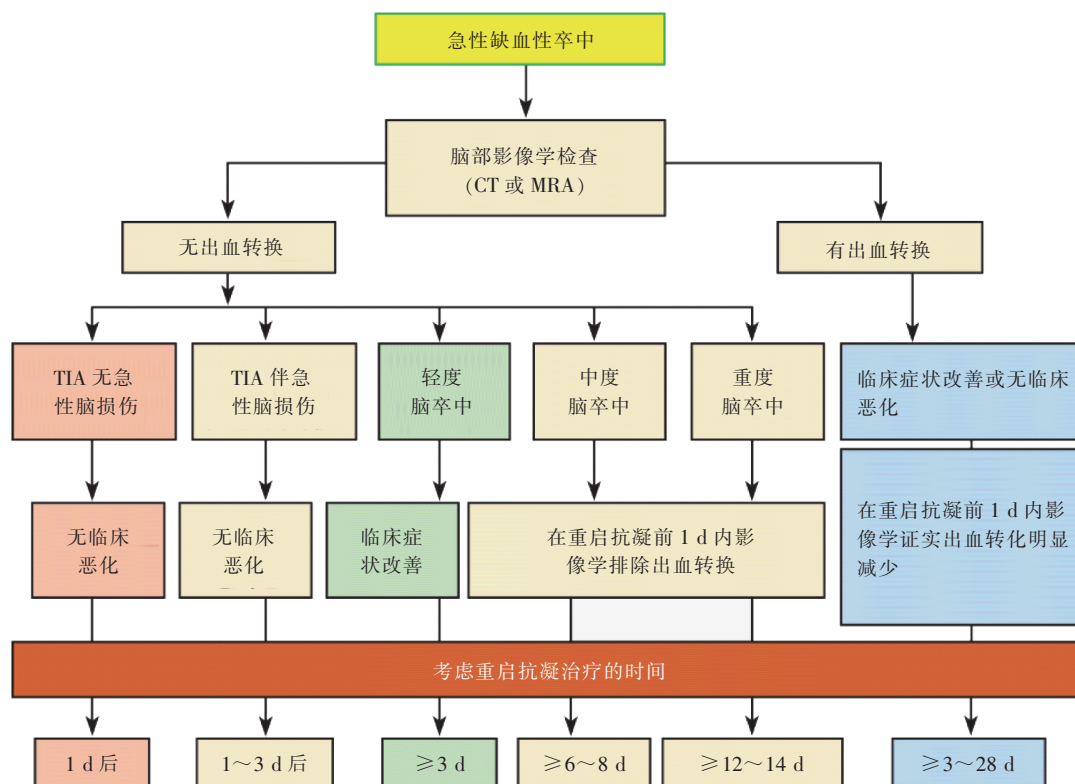 急性缺血性卒中
脑部影像学检查
(CT 或 MRA)
无出血转换
有出血转换
TIA 无急
性脑损伤
TIA 伴急
性脑损伤
轻度
脑卒中
中度
脑卒中
重度
脑卒中
临床症状改善或无临床
恶化
无临床
恶化
无临床
恶化
临床症
状改善
在重启抗凝前 1 d 内影
像学排除出血转换
在重启抗凝前 1 d 内影
像学证实出血转化明显
减少
考虑重启抗凝治疗的时间
1 d 后
1～3 d 后
≥3 d
≥6～8 d
≥12～14 d
≥3～28 d